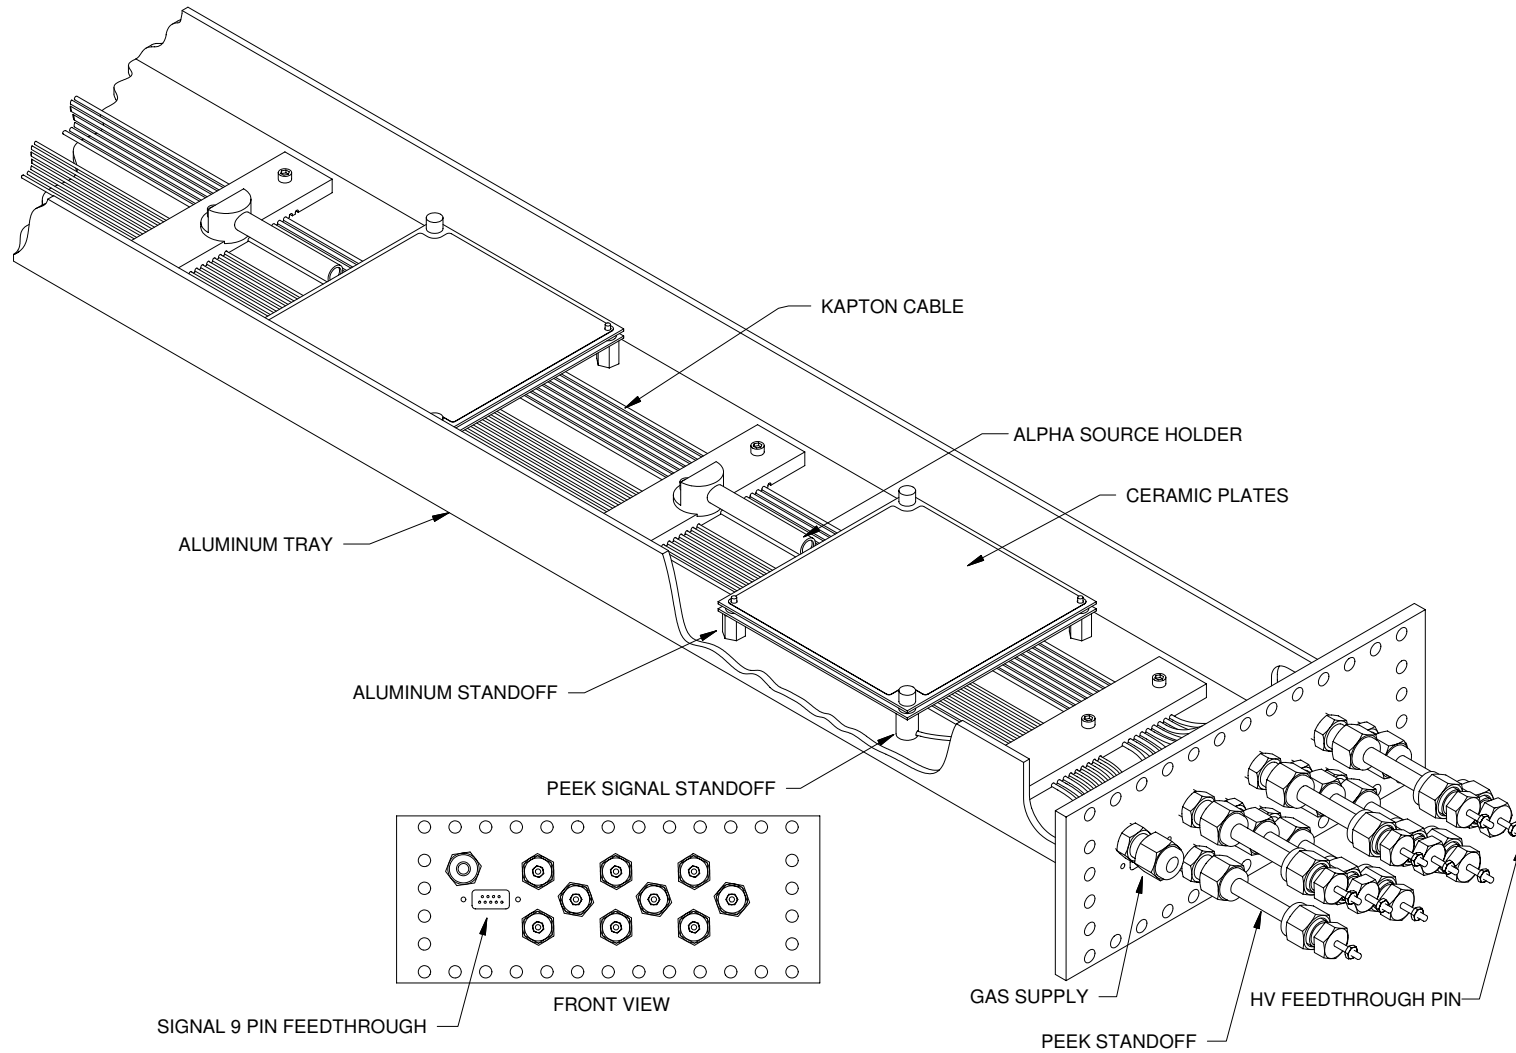 KAPTON CABLE
ALPHA SOURCE HOLDER
CERAMIC PLATES
ALUMINUM TRAY
ALUMINUM STANDOFF
PEEK SIGNAL STANDOFF
FRONT VIEW
GAS SUPPLY
HV FEEDTHROUGH PIN
SIGNAL 9 PIN FEEDTHROUGH
PEEK STANDOFF